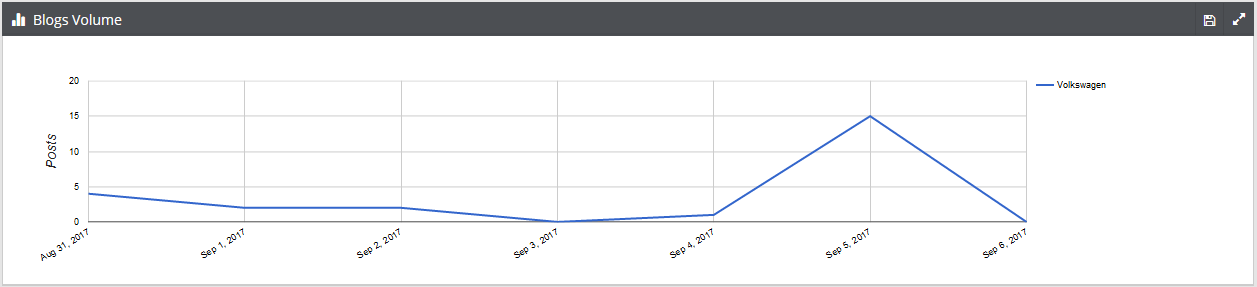 Blogs Volume
20
15
10
5
0
Posts
Volkswagen
Aug 31, 2017
Sep 1, 2017
Sep 2, 2017
Sep 3, 2017
Sep 4, 2017
Sep 5, 2017
Sep 6, 2017